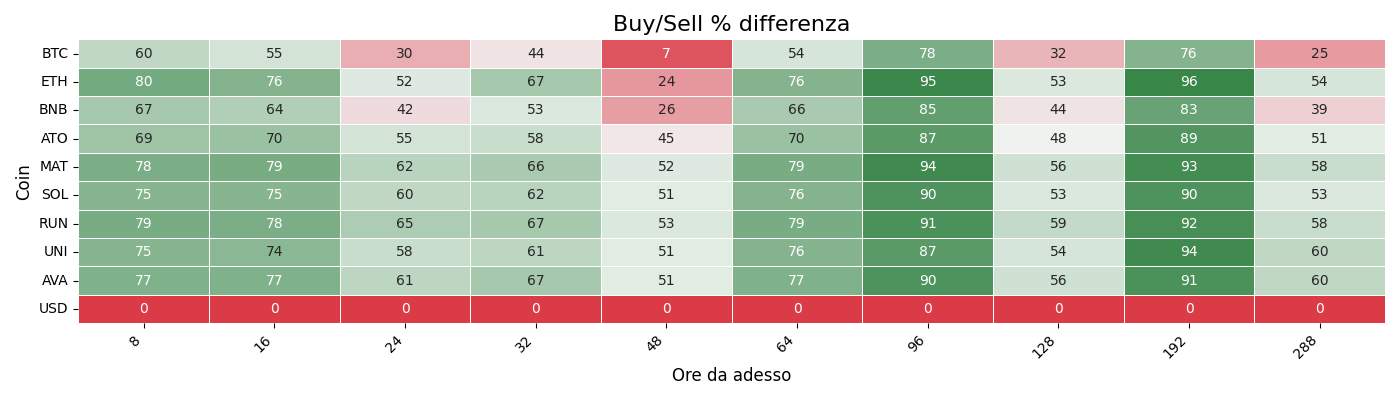 Buy/Sell % differenza
Coin
BTC 60 55 30 44 7 54 78 32 76 25
ETH 80 76 52 67 24 76 95 53 96 54
BNB 67 64 42 53 26 66 85 44 83 39
ATO 69 70 55 58 45 70 87 48 89 51
MAT 78 79 62 66 52 79 94 56 93 58
SOL 75 75 60 62 51 76 90 53 90 53
RUN 79 78 65 67 53 79 91 59 92 58
UNI 75 74 58 61 51 76 87 54 94 60
AVA 77 77 61 67 51 77 90 56 91 60
USD 0 0 0 0 0 0 0 0 0 0
8 16 24 32 48 64 96 128 192 288
Ore da adesso